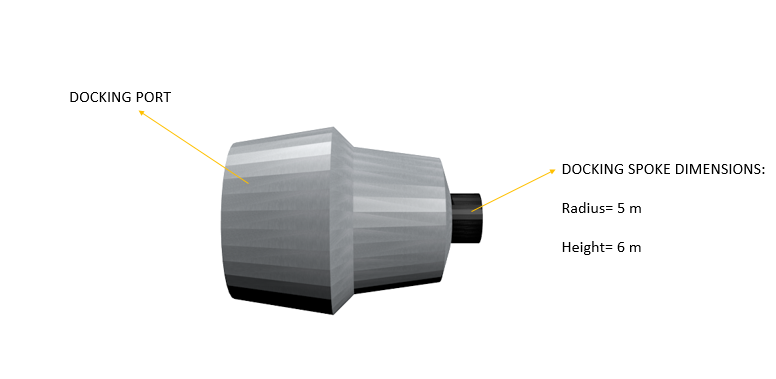 DOCKING PORT
DOCKING SPOKE DIMENSIONS:
Radius= 5 m
Height= 6 m